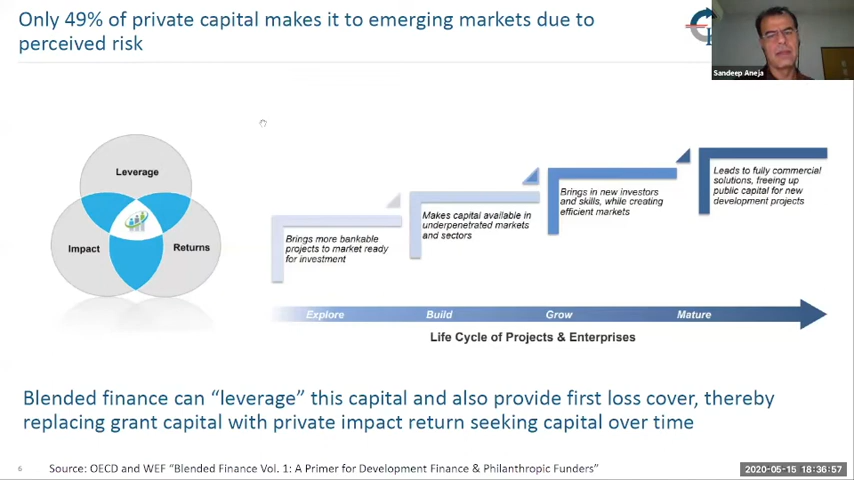 Only 49% of private capital makes it to emerging markets due to
perceived risk
Sandeep Aneja
Leverage
Impact
Returns
Brings more bankable
projects to market ready
for investment
Makes capital available in
underpenetrated markets
and sectors
Brings in new investors
and skills, while creating
efficient markets
Leads to fully commercial
solutions, freeing up
public capital for new
development projects
Explore
Build
Grow
Mature
Life Cycle of Projects & Enterprises
Blended finance can “leverage” this capital and also provide first loss cover, thereby
replacing grant capital with private impact return seeking capital over time
6
Source: OECD and WEF “Blended Finance Vol. 1: A Primer for Development Finance & Philanthropic Funders”
2020-05-15 18:36:57